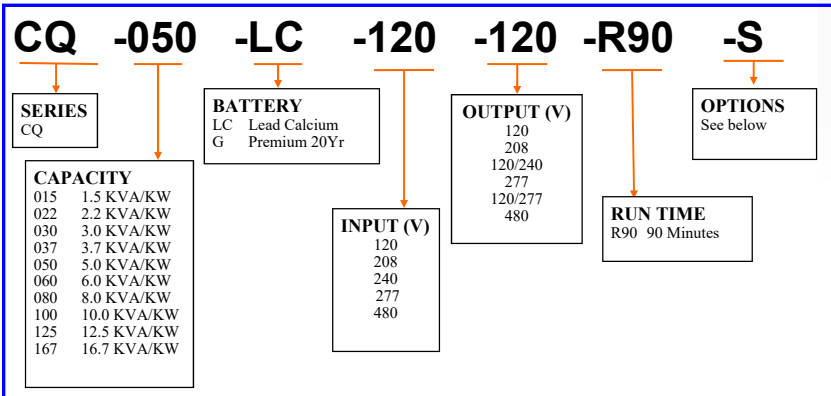 CQ -050 -LC -120 -120 -R90 -S
SERIES
CQ
CAPACITY
015 1.5 KVA/KW
022 2.2 KVA/KW
030 3.0 KVA/KW
037 3.7 KVA/KW
050 5.0 KVA/KW
060 6.0 KVA/KW
080 8.0 KVA/KW
100 10.0 KVA/KW
125 12.5 KVA/KW
167 16.7 KVA/KW
BATTERY
LC Lead Calcium
G Premium 20Yr
INPUT (V)
120
208
240
277
480
OUTPUT (V)
120
208
120/240
277
120/277
480
RUN TIME
R90 90 Minutes
OPTIONS
See below